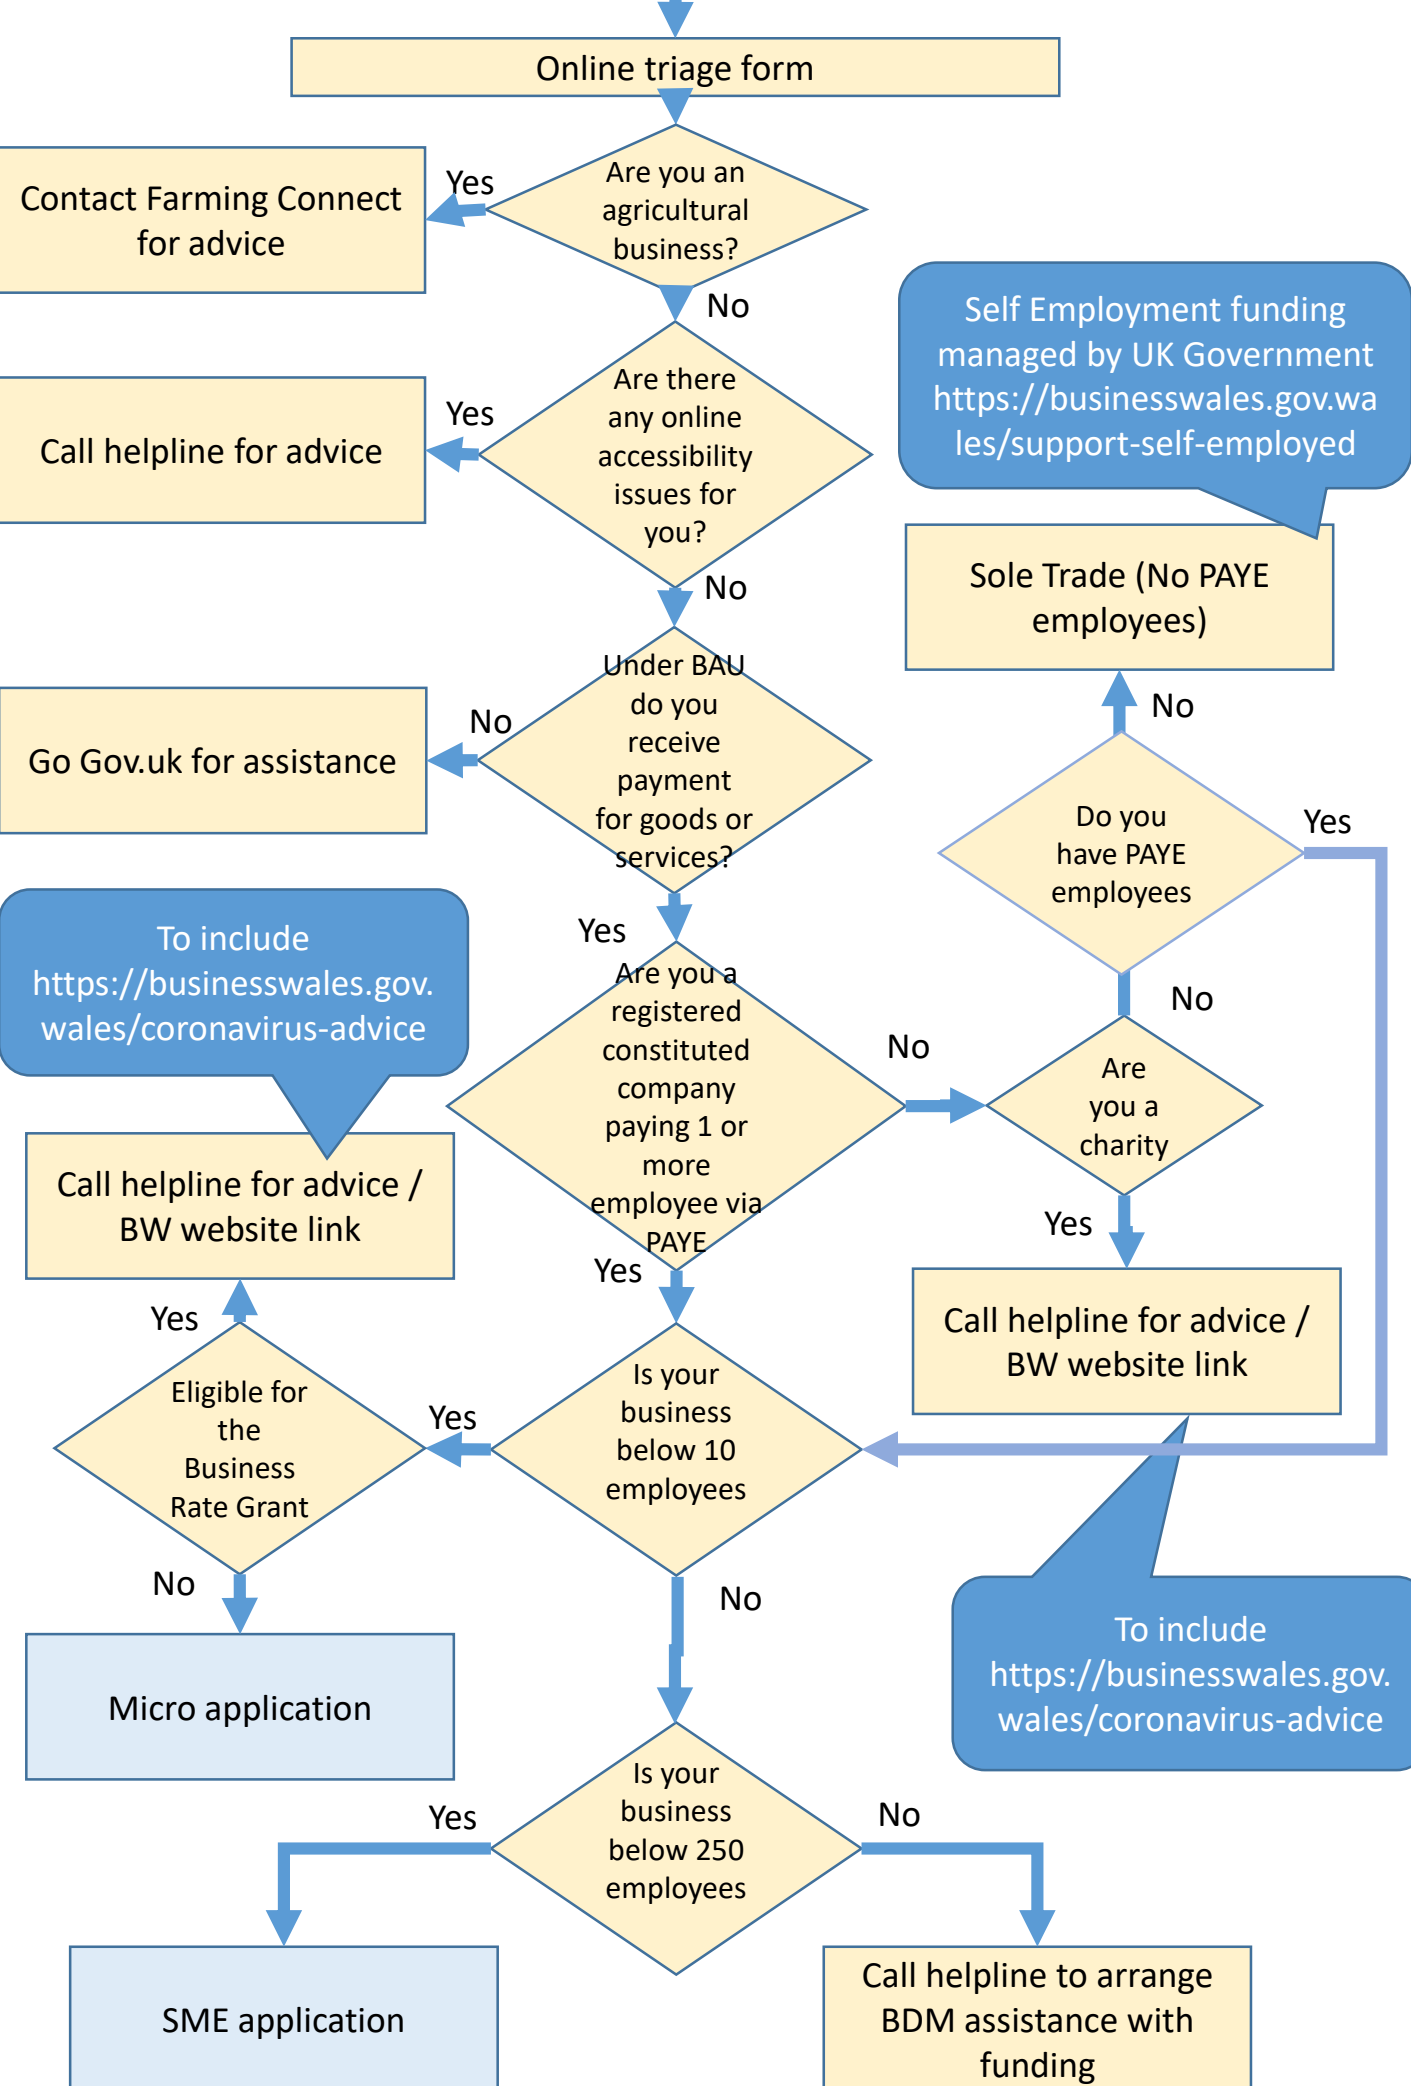 Online triage form
Contact Farming Connect
for advice
Yes
Are you an
agricultural
business?
No
Self Employment funding
managed by UK Government
https://businesswales.gov.wa
les/support-self-employed
Call helpline for advice
Yes
Are there
any online
accessibility
issues for
you?
No
Sole Trade (No PAYE
employees)
No
Go Gov.uk for assistance
No
Under BAU
do you
receive
payment
for goods or
services?
Yes
Do you
have PAYE
employees
Yes
No
To include
https://businesswales.gov.
wales/coronavirus-advice
Are you a
registered
constituted
company
paying 1 or
more
employee via
PAYE
No
Are
you a
charity
Yes
Call helpline for advice /
BW website link
Yes
Yes
Call helpline for advice /
BW website link
Eligible for
the
Business
Rate Grant
Yes
Is your
business
below 10
employees
No
No
Micro application
To include
https://businesswales.gov.
wales/coronavirus-advice
Yes
Is your
business
below 250
employees
No
SME application
Call helpline to arrange
BDM assistance with
funding